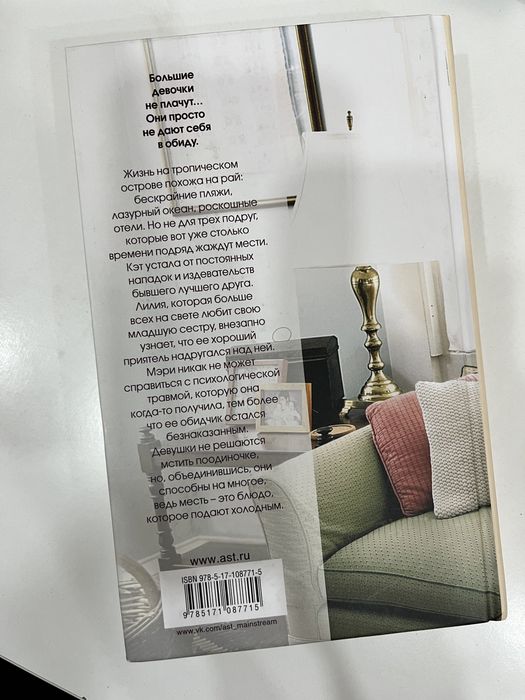 Большие
девочки
не плачут...
Они просто
не дают себя
в обиду.
Жизнь на тропическом
острове похожа на рай:
бескрайние пляжи,
лазурный океан, роскошные
отели. Но не для трех подруг,
которые вот уже столько
времени подряд жаждут мести.
Кэт устала от постоянных
нападок и издевательств
бывшего лучшего друга.
Лилия, которая больше
всех на свете любит свою
младшую сестру, внезапно
узнает, что ее хороший
приятель надругался над ней.
Мэри никак не может
справиться с психологической
травмой, которую она
когда-то получила, тем более
что ее обидчик остался
безнаказанным.
Девушки не решаются
мстить поодиночке,
но, объединившись, они
способны на многое,
ведь месть – это блюдо,
которое подают холодным.
www.ast.ru
ISBN 978-5-17-108771-5
9 785171 087715
www.vk.com/ast_mainstream